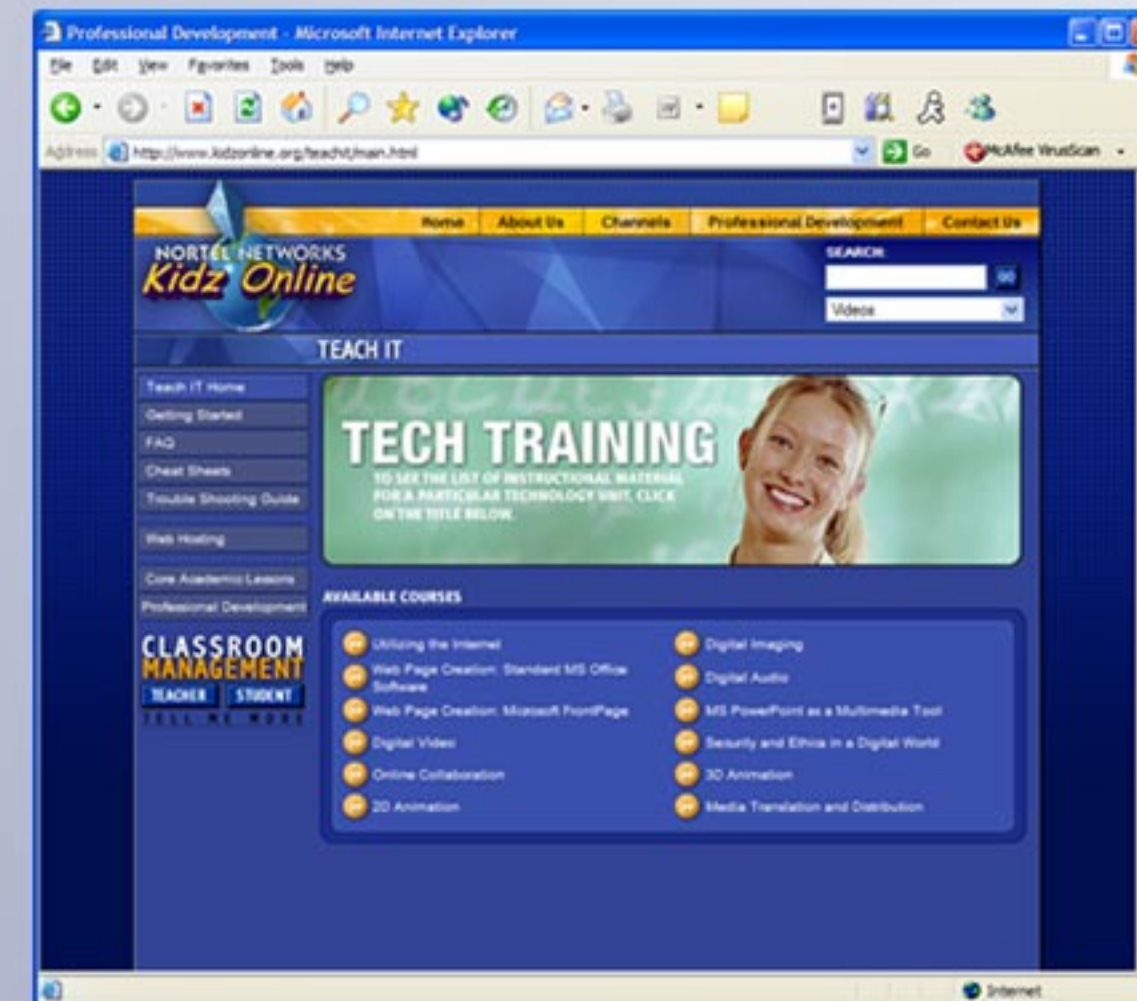 Professional Development - Microsoft Internet Explorer
File Edit View Favorites Tools Help
Address http://www.kidzonline.org/teachit/main.html Go McAfee VirusScan
Home About Us Channels Professional Development Contact Us
NORTEL NETWORKS
Kidz Online
SEARCH:
GO
Videos
TEACH IT
Teach IT Home
Getting Started
FAQ
Cheat Sheets
Trouble Shooting Guide
Web Hosting
Core Academic Lessons
Professional Development
CLASSROOM
MANAGEMENT
TEACHER STUDENT
TELL ME MORE
TECH TRAINING
TO SEE THE LIST OF INSTRUCTIONAL MATERIAL
FOR A PARTICULAR TECHNOLOGY UNIT, CLICK
ON THE TITLE BELOW.
AVAILABLE COURSES
Utilizing the Internet
Web Page Creation: Standard MS Office
Software
Web Page Creation: Microsoft FrontPage
Digital Video
Online Collaboration
2D Animation
Digital Imaging
Digital Audio
MS PowerPoint as a Multimedia Tool
Security and Ethics in a Digital World
3D Animation
Media Translation and Distribution
Internet